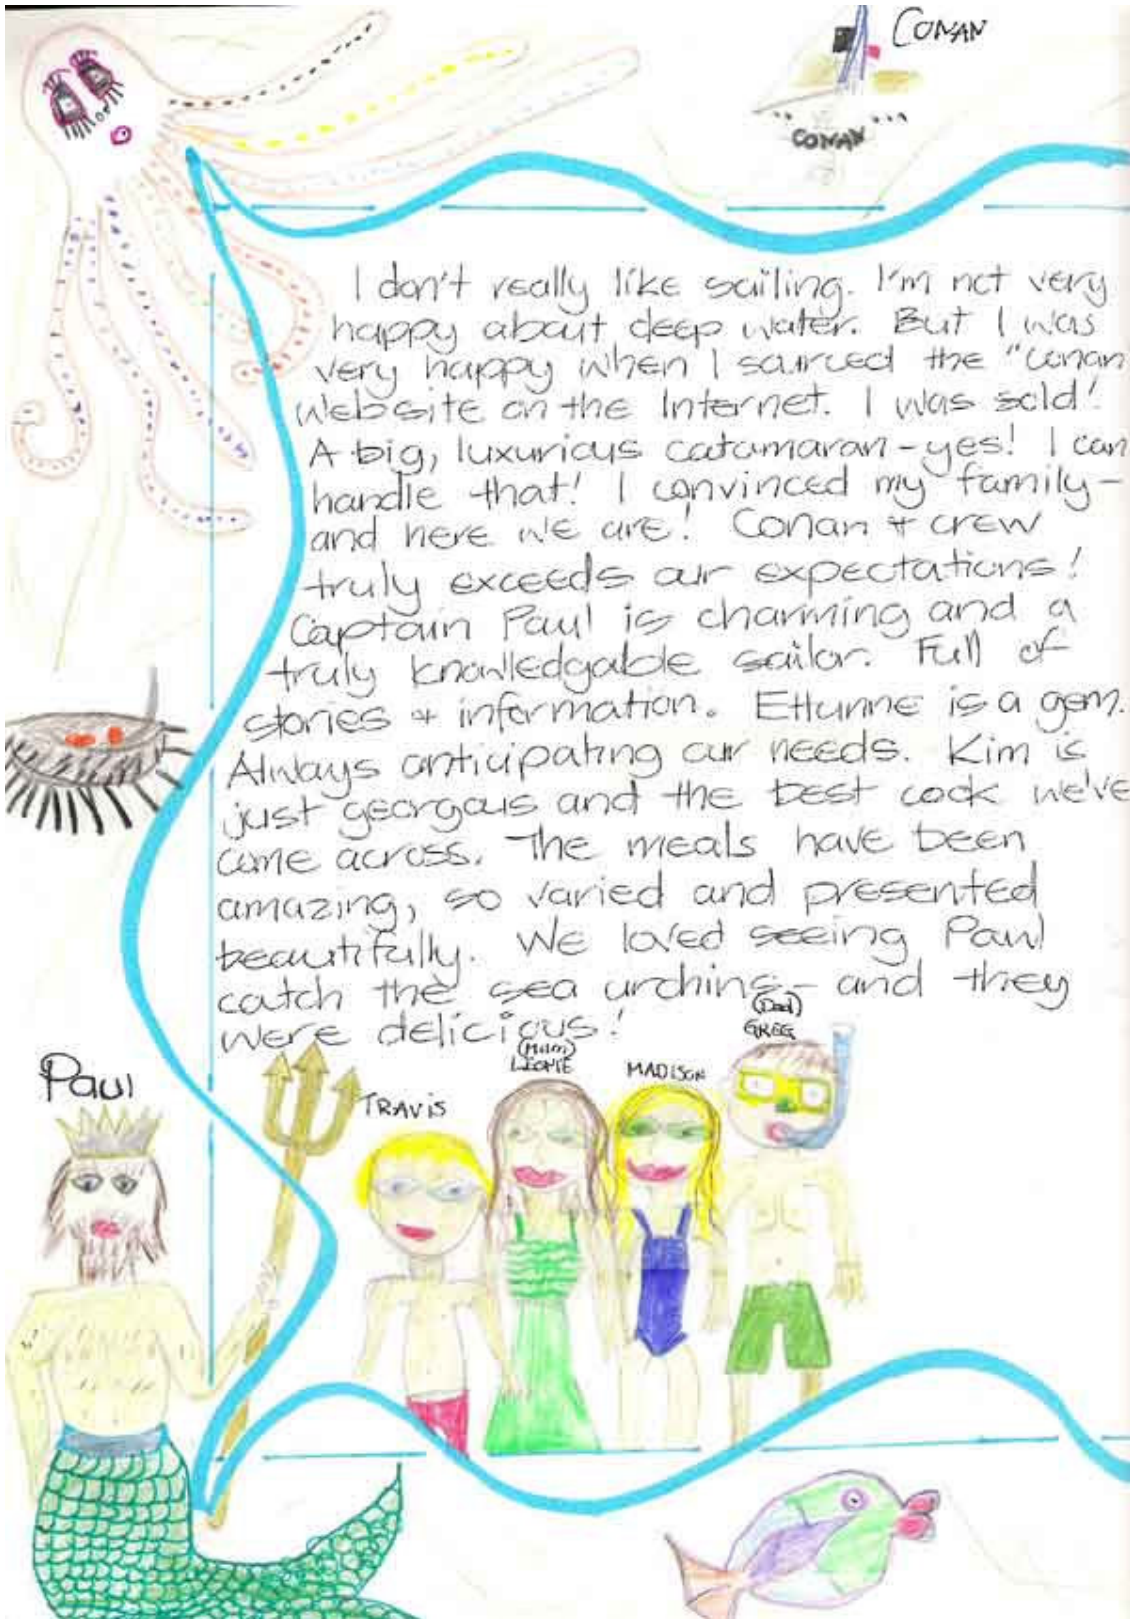 CONAN
CONAN
I don't really like sailing. I'm not very
happy about deep water. But I was
very happy when I sourced the "Conan
Website on the Internet. I was sold!
A big, luxurious catamaran - yes! I can
handle that! I convinced my family -
and here we are! Conan + crew
truly exceeds our expectations!
Captain Paul is charming and a
truly knowledgable sailor. Full of
stories + information. Ettunne is a gem.
Always anticipating our needs. Kim is
just georgous and the best cook we've
come across. The meals have been
amazing, so varied and presented
beautifully. We loved seeing Paul
catch the sea urchins - and they
were delicious!
Paul
TRAVIS
(Mum)
LEONIE
MADISON
(Dad)
GREG